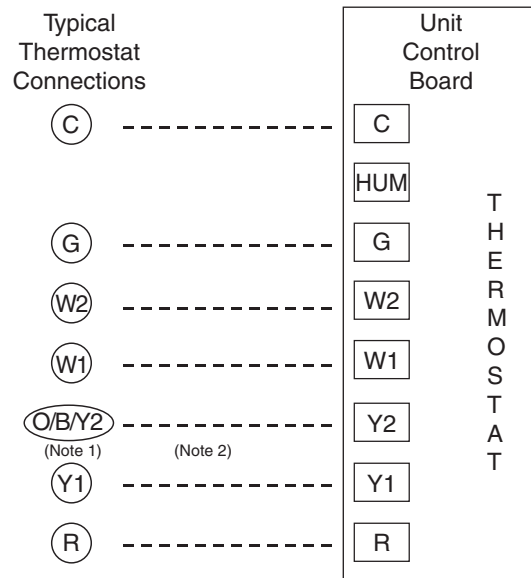 Typical
Thermostat
Connections
Unit
Control
Board
C
C
HUM
G
G
W2
W2
W1
W1
O/B/Y2
Y2
(Note 1)
(Note 2)
Y1
Y1
R
R
THERMOSTAT